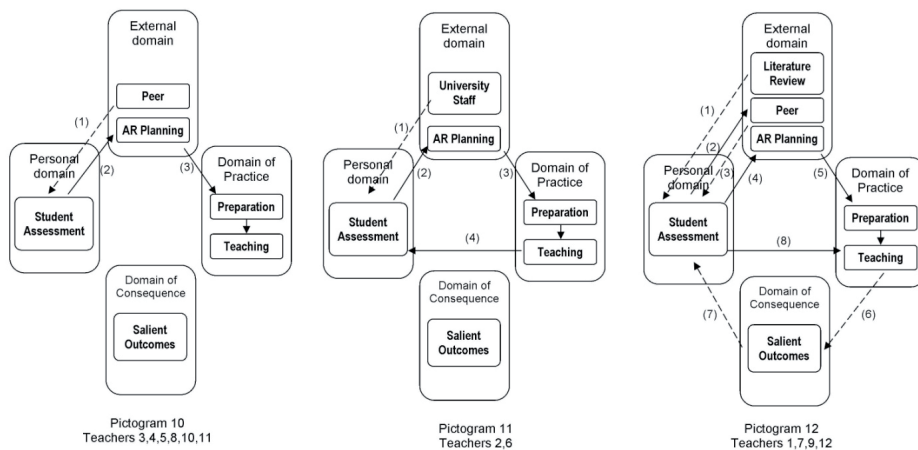 External
domain
Peer
AR Planning
(1)
(2)
(3)
Personal
domain
Student
Assessment
Domain of
Practice
Preparation
Teaching
Domain of
Consequence
Salient
Outcomes
Pictogram 10
Teachers 3,4,5,8,10,11
External
domain
University
Staff
AR Planning
(1)
(2)
(3)
Personal
domain
Student
Assessment
Domain
of Practice
Preparation
Teaching
(4)
Domain of
Consequence
Salient
Outcomes
Pictogram 11
Teachers 2,6
External
domain
Literature
Review
Peer
AR Planning
(1)
(2)
(3)
(4)
(5)
Personal
domain
Student
Assessment
Domain
of Practice
Preparation
Teaching
(8)
(7)
(6)
Domain of
Consequence
Salient
Outcomes
Pictogram 12
Teachers 1,7,9,12